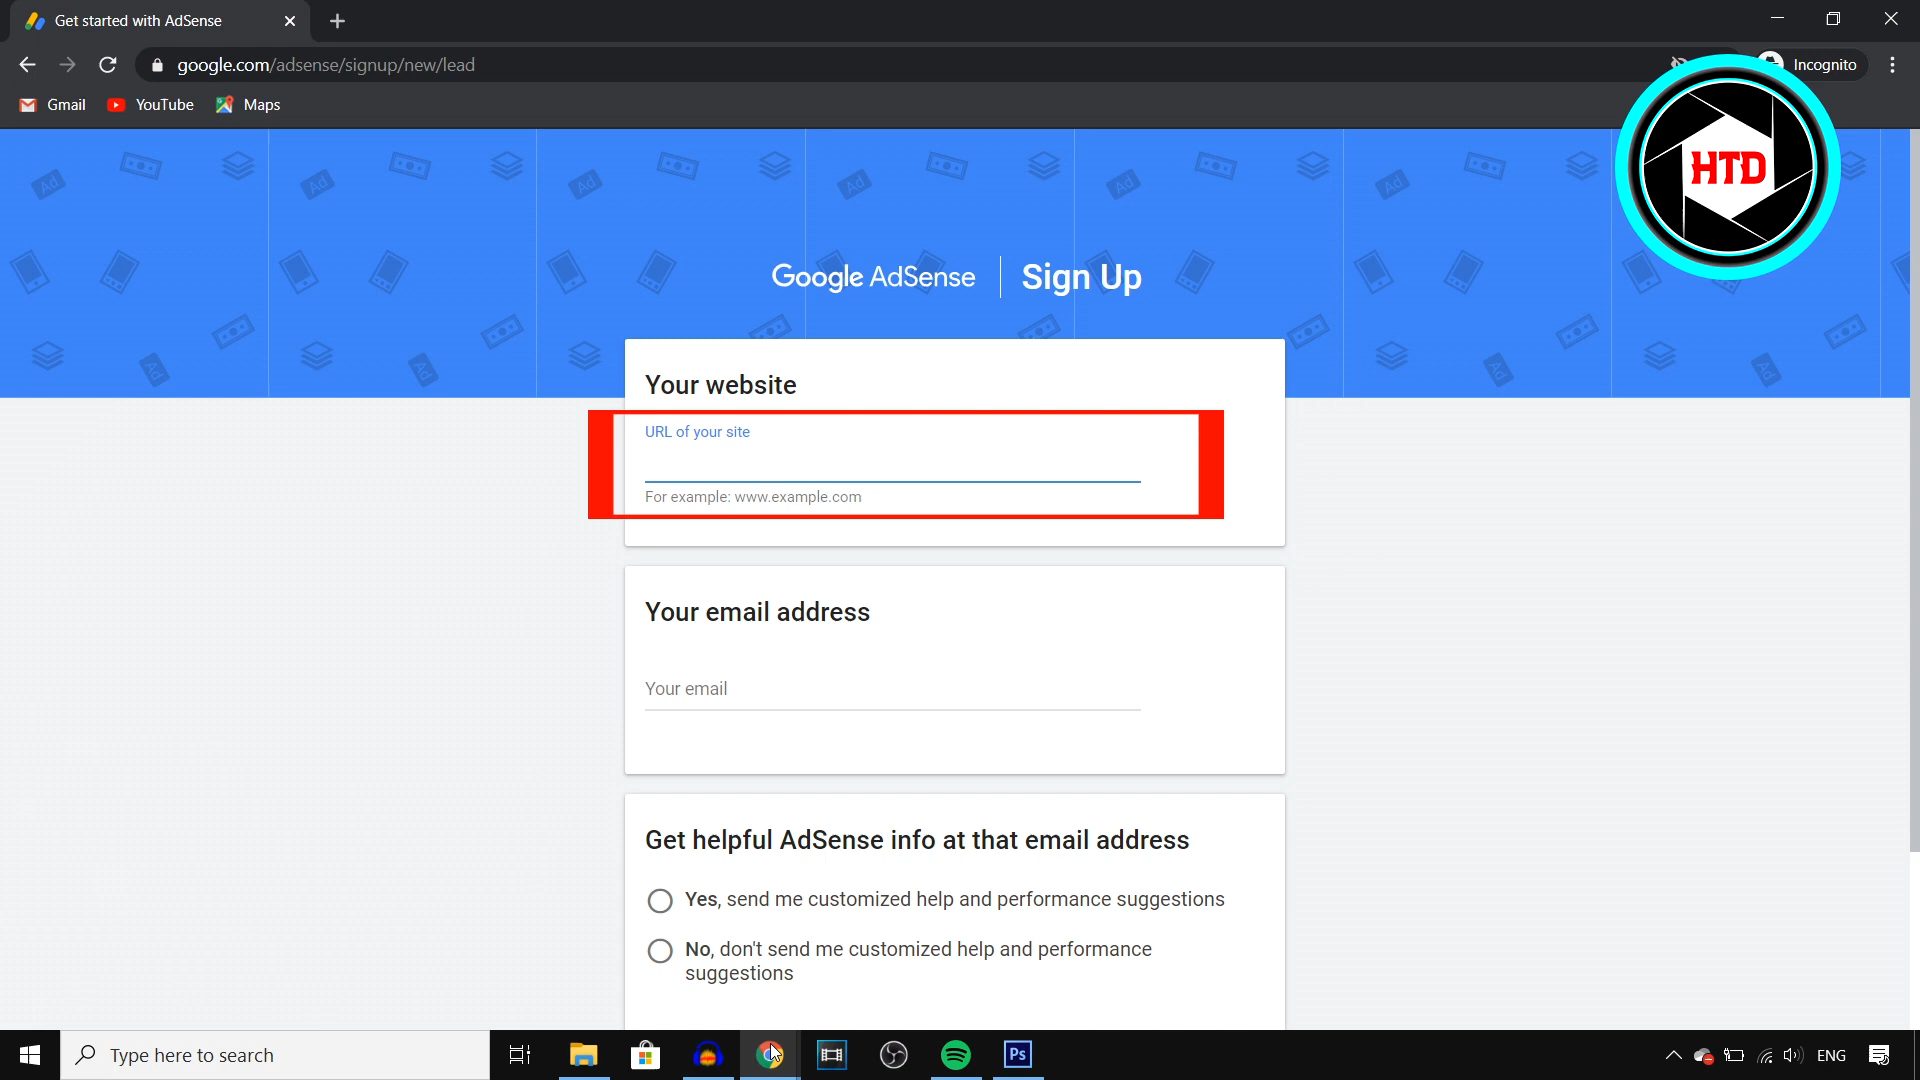 Get started with AdSense
google.com/adsense/signup/new/lead
Incognito
Gmail
YouTube
Maps
HTD
Google AdSense
Sign Up
Your website
URL of your site
For example: www.example.com
Your email address
Your email
Get helpful AdSense info at that email address
Yes, send me customized help and performance suggestions
No, don't send me customized help and performance
suggestions
Type here to search
Ps
ENG